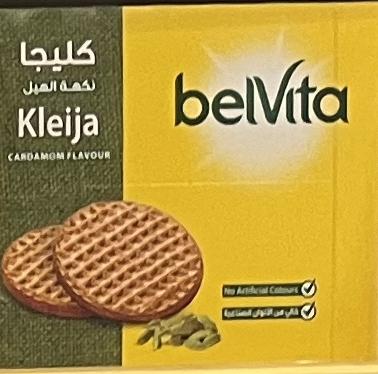 كليجا
نكهة الهيل
Kleija
CARDAMOM FLAVOUR
belVita
No Artificial Colours
خالي من الألوان الصناعية